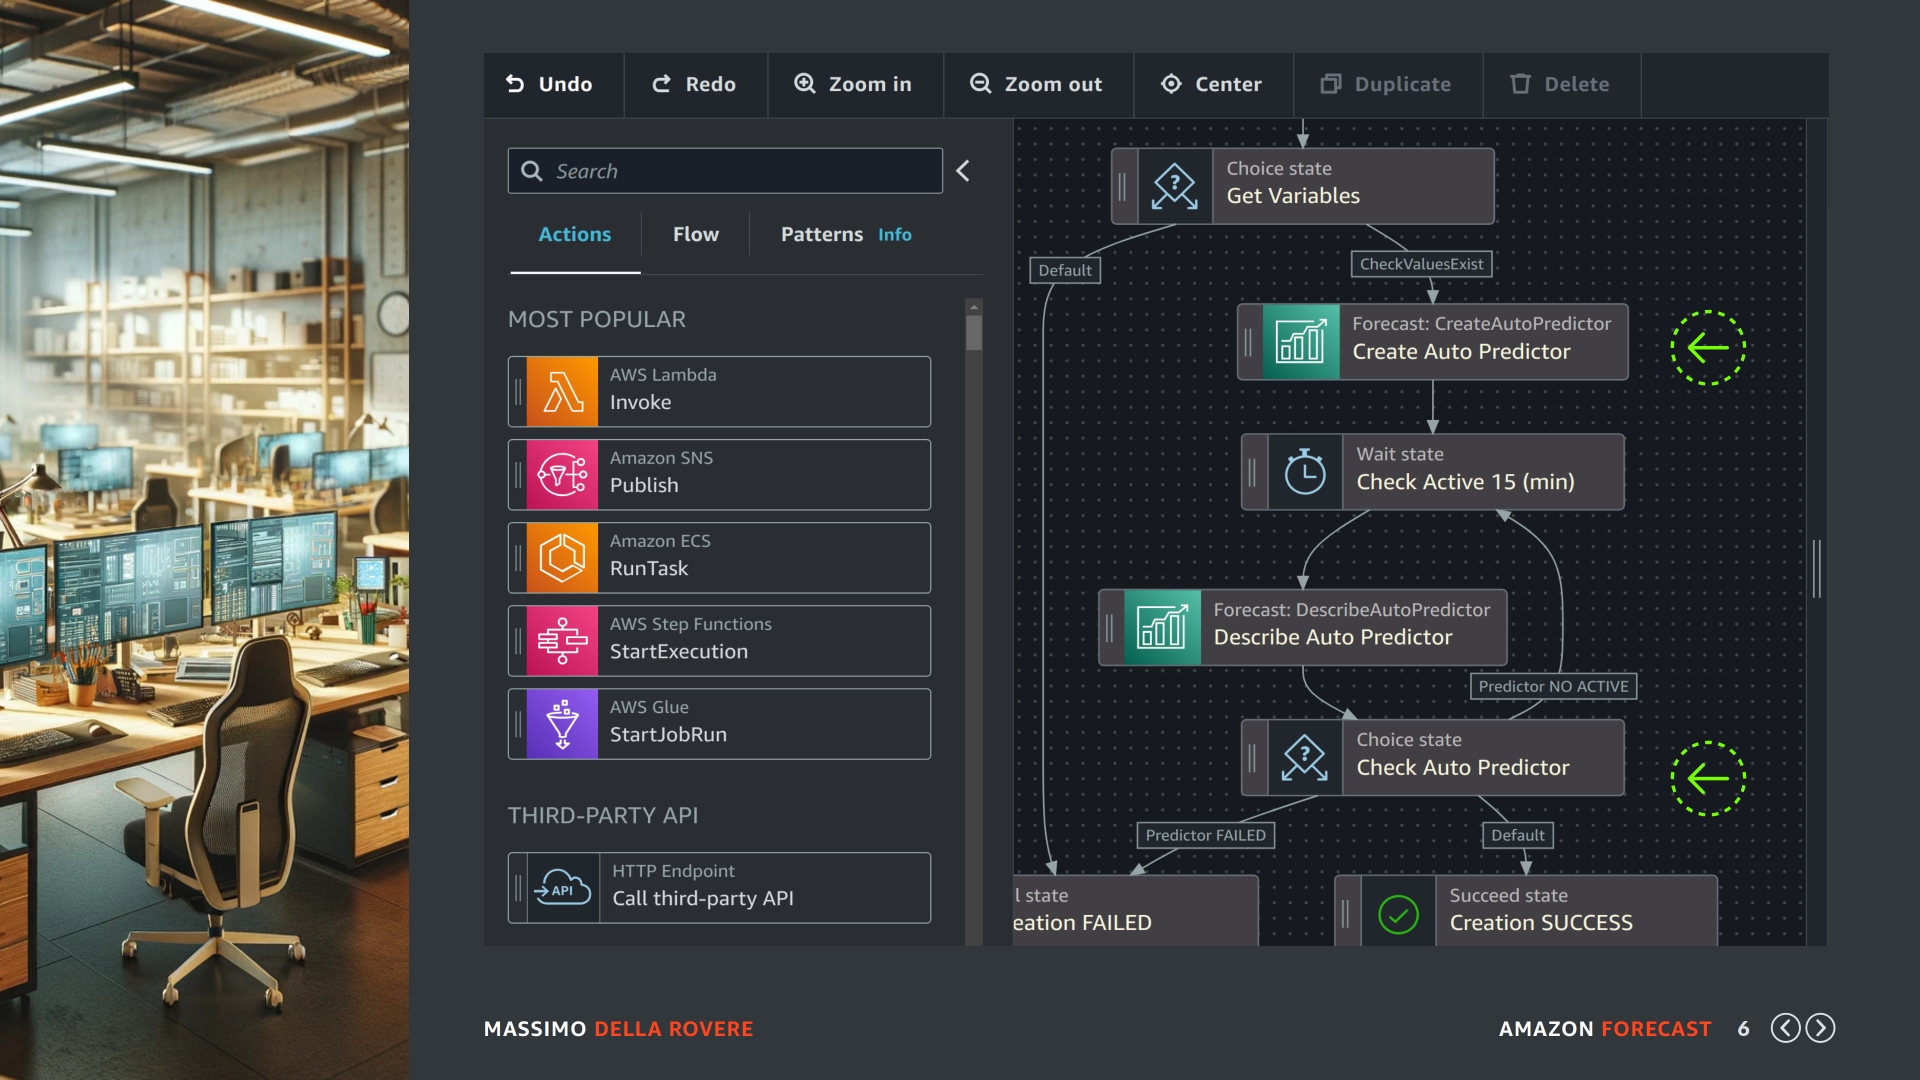 Undo
Redo
Zoom in
Zoom out
Center
Duplicate
Delete
Search
Actions
Flow
Patterns Info
MOST POPULAR
AWS Lambda
Invoke
Amazon SNS
Publish
Amazon ECS
RunTask
AWS Step Functions
StartExecution
AWS Glue
StartJobRun
THIRD-PARTY API
API
HTTP Endpoint
Call third-party API
Choice state
Get Variables
Default
CheckValuesExist
Forecast: CreateAutoPredictor
Create Auto Predictor
Wait state
Check Active 15 (min)
Forecast: DescribeAutoPredictor
Describe Auto Predictor
Predictor NO ACTIVE
Choice state
Check Auto Predictor
Predictor FAILED
Default
l state
eation FAILED
Succeed state
Creation SUCCESS
MASSIMO DELLA ROVERE
AMAZON FORECAST 6